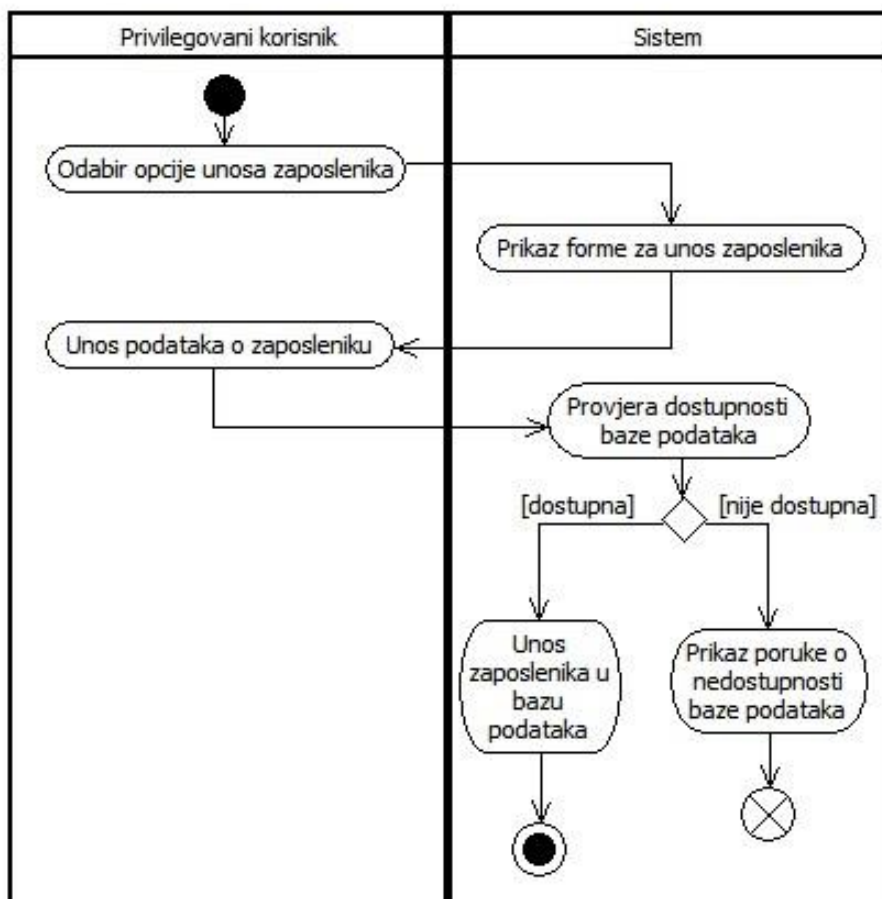 Privilegovani korisnik
Sistem
Odabir opcije unosa zaposlenika
Prikaz forme za unos zaposlenika
Unos podataka o zaposleniku
Provjera dostupnosti
baze podataka
[dostupna]
[nije dostupna]
Unos
zaposlenika u
bazu
podataka
Prikaz poruke o
nedostupnosti
baze podataka